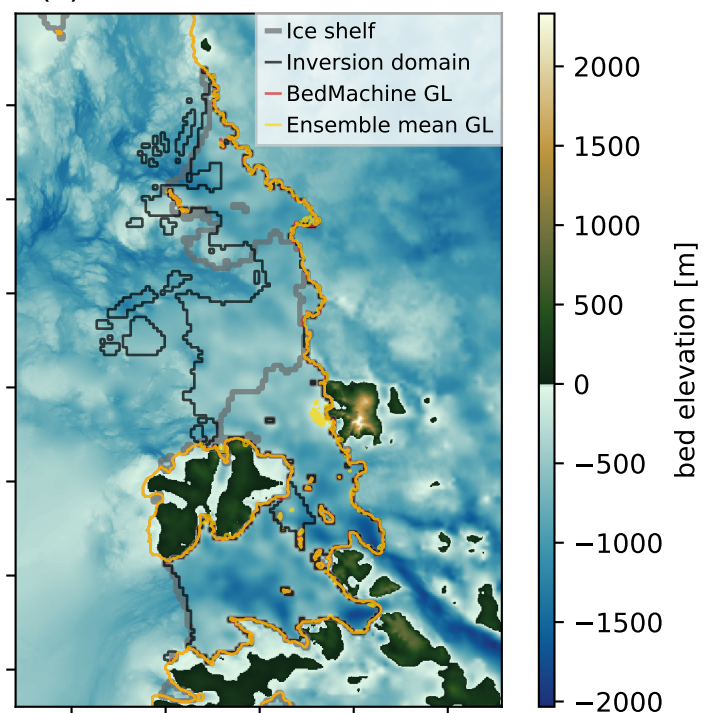 Ice shelf
Inversion domain
BedMachine GL
Ensemble mean GL
2000
1500
1000
500
0
−500
−1000
−1500
−2000
bed elevation [m]